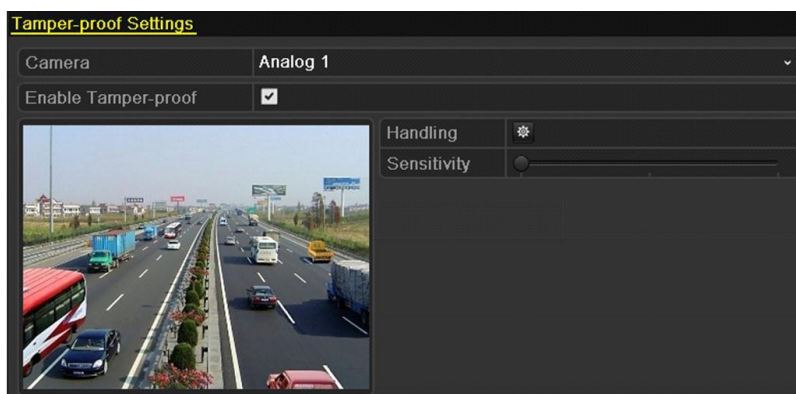 Tamper-proof Settings
Camera Analog 1
Enable Tamper-proof
Handling
Sensitivity